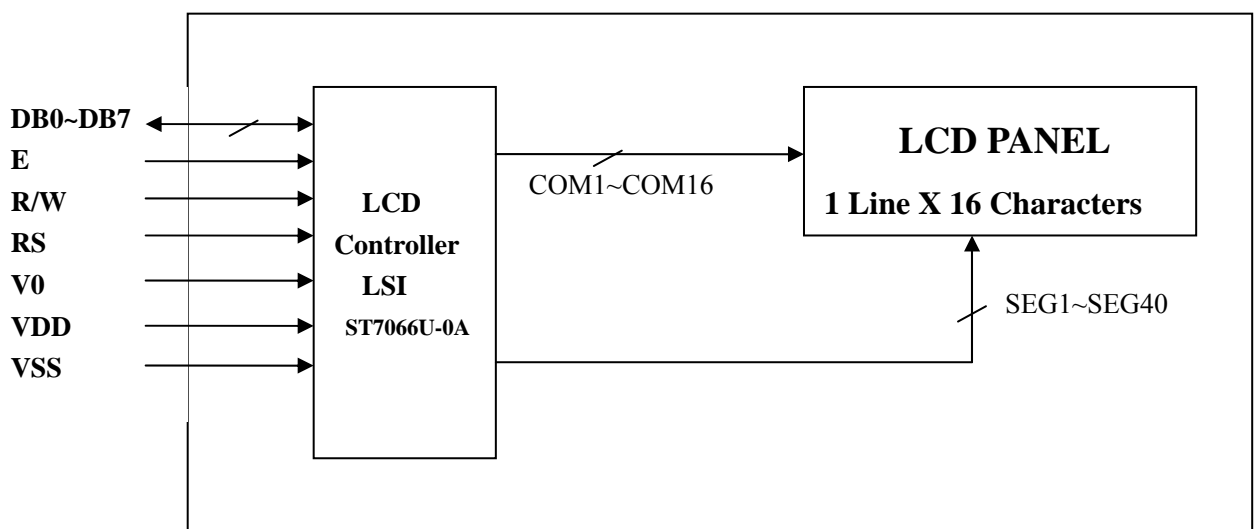 DB0~DB7
E
R/W
RS
V0
VDD
VSS
LCD
Controller
LSI
ST7066U-0A
COM1~COM16
LCD PANEL
1 Line X 16 Characters
SEG1~SEG40